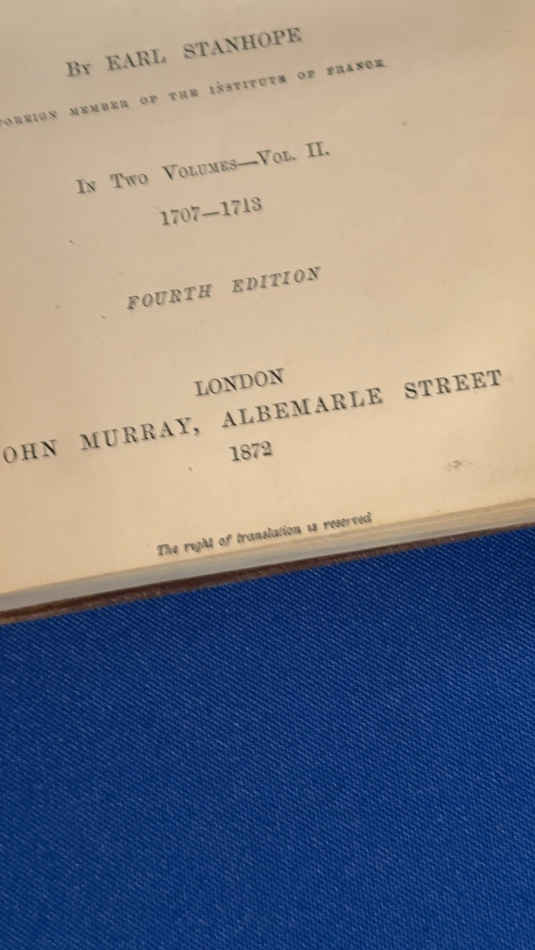 By EARL STANHOPE
FOREIGN MEMBER OF THE INSTITUTE OF FRANCE
In Two Volumes—Vol. II.
1707—1713
FOURTH EDITION
LONDON
OHN MURRAY, ALBEMARLE STREET
1872
The right of translation is reserved